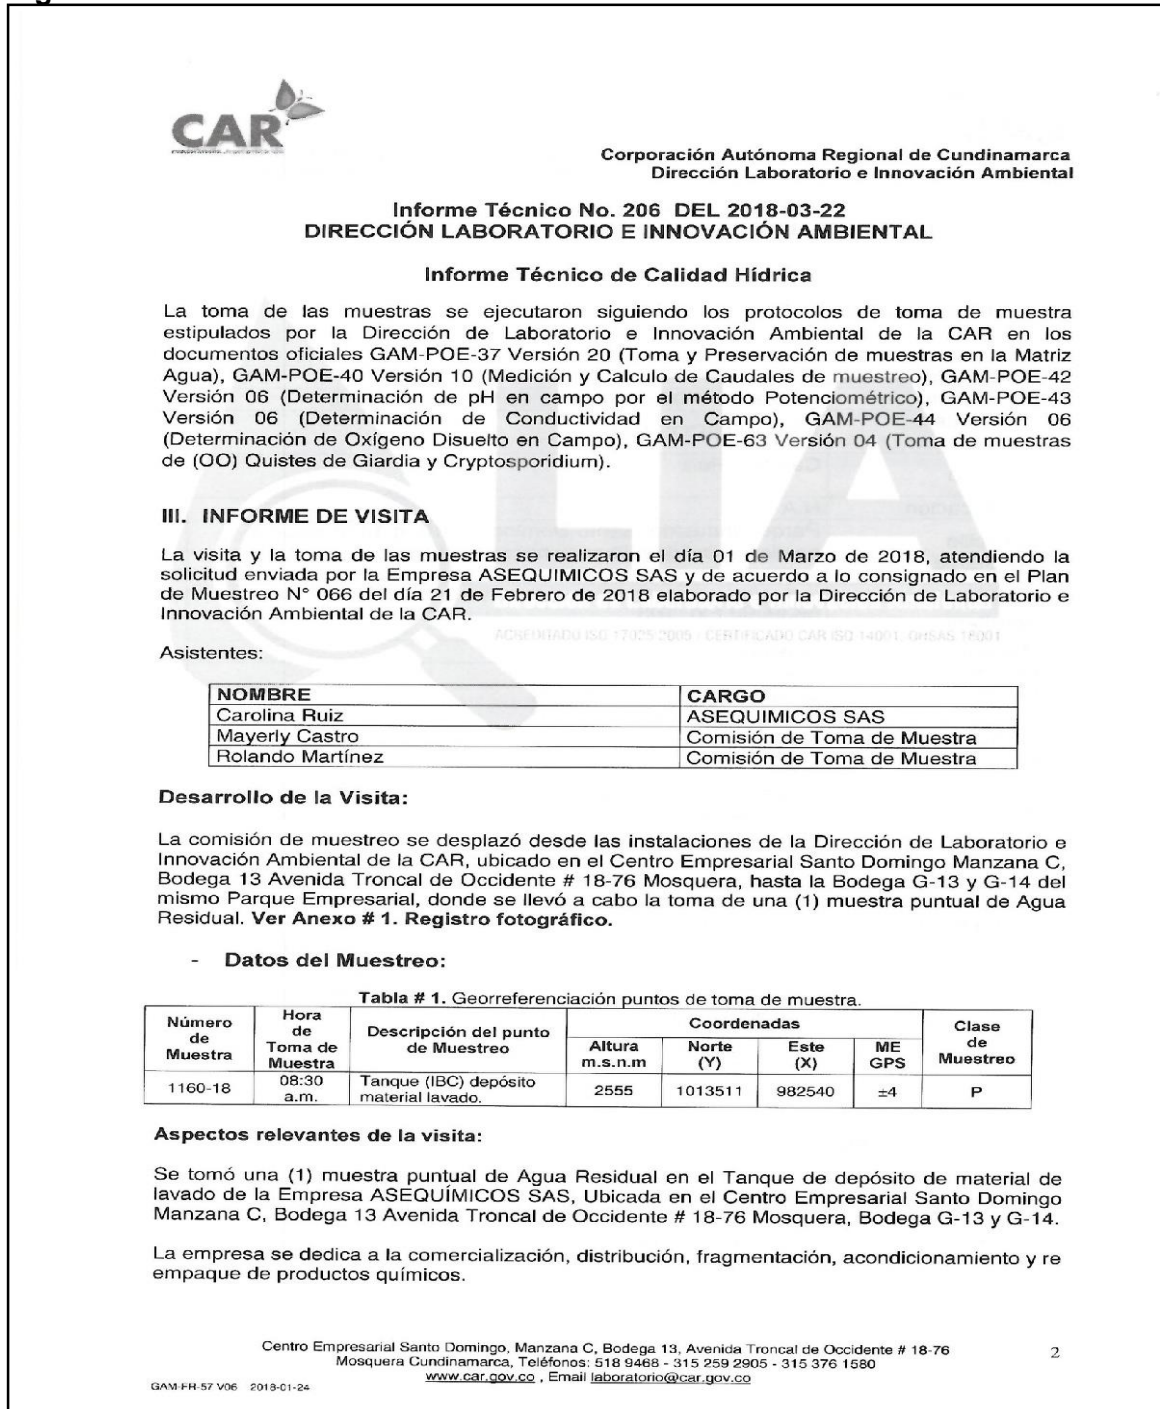 CAR
Corporación Autónoma Regional de Cundinamarca
Dirección Laboratorio e Innovación Ambiental
Informe Técnico No. 206 DEL 2018-03-22
DIRECCIÓN LABORATORIO E INNOVACIÓN AMBIENTAL
Informe Técnico de Calidad Hídrica
La toma de las muestras se ejecutaron siguiendo los protocolos de toma de muestra
estipulados por la Dirección de Laboratorio e Innovación Ambiental de la CAR en los
documentos oficiales GAM-POE-37 Versión 20 (Toma y Preservación de muestras en la Matriz
Agua), GAM-POE-40 Versión 10 (Medición y Calculo de Caudales de muestreo), GAM-POE-42
Versión 06 (Determinación de pH en campo por el método Potenciométrico), GAM-POE-43
Versión 06 (Determinación de Conductividad en Campo), GAM-POE-44 Versión 06
(Determinación de Oxígeno Disuelto en Campo), GAM-POE-63 Versión 04 (Toma de muestras
de (OO) Quistes de Giardia y Cryptosporidium).
LIA
III. INFORME DE VISITA
La visita y la toma de las muestras se realizaron el día 01 de Marzo de 2018, atendiendo la
solicitud enviada por la Empresa ASEQUIMICOS SAS y de acuerdo a lo consignado en el Plan
de Muestreo N° 066 del día 21 de Febrero de 2018 elaborado por la Dirección de Laboratorio e
Innovación Ambiental de la CAR.
ACREDITADO ISO 17025:2005 - CERTIFICADO CAR ISO 14001, OHSAS 18001
Asistentes:
NOMBRE CARGO
Carolina Ruiz ASEQUIMICOS SAS
Mayerly Castro Comisión de Toma de Muestra
Rolando Martínez Comisión de Toma de Muestra
Desarrollo de la Visita:
La comisión de muestreo se desplazó desde las instalaciones de la Dirección de Laboratorio e
Innovación Ambiental de la CAR, ubicado en el Centro Empresarial Santo Domingo Manzana C,
Bodega 13 Avenida Troncal de Occidente # 18-76 Mosquera, hasta la Bodega G-13 y G-14 del
mismo Parque Empresarial, donde se llevó a cabo la toma de una (1) muestra puntual de Agua
Residual. Ver Anexo # 1. Registro fotográfico.
- Datos del Muestreo:
Tabla # 1. Georreferenciación puntos de toma de muestra.
Número de Muestra Hora de Toma de Muestra Descripción del punto de Muestreo Coordenadas Clase de Muestreo
Altura m.s.n.m Norte (Y) Este (X) ME GPS
1160-18 08:30 a.m. Tanque (IBC) depósito material lavado. 2555 1013511 982540 ±4 P
Aspectos relevantes de la visita:
Se tomó una (1) muestra puntual de Agua Residual en el Tanque de depósito de material de
lavado de la Empresa ASEQUÍMICOS SAS, Ubicada en el Centro Empresarial Santo Domingo
Manzana C, Bodega 13 Avenida Troncal de Occidente # 18-76 Mosquera, Bodega G-13 y G-14.
La empresa se dedica a la comercialización, distribución, fragmentación, acondicionamiento y re
empaque de productos químicos.
Centro Empresarial Santo Domingo, Manzana C, Bodega 13, Avenida Troncal de Occidente # 18-76
Mosquera Cundinamarca, Teléfonos: 518 9468 - 315 259 2905 - 315 376 1580
www.car.gov.co , Email laboratorio@car.gov.co
2
GAM-FR-57 V06 2018-01-24